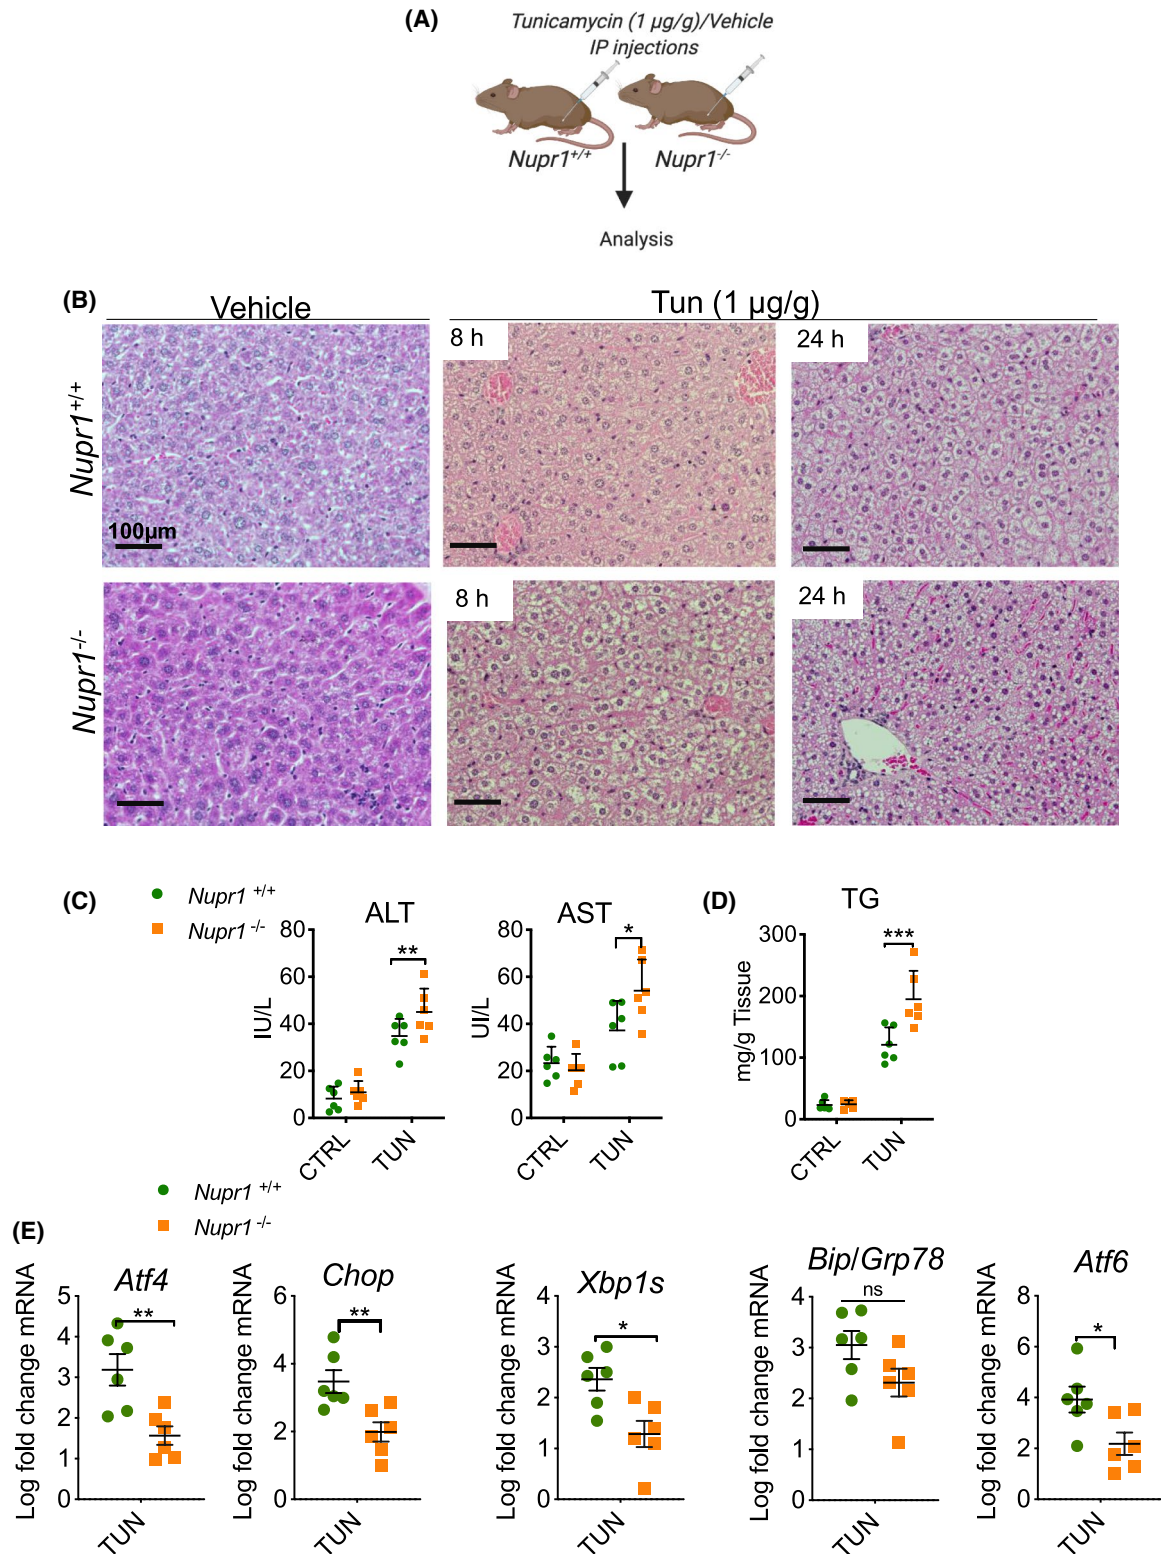 (A)
Tunicamycin (1 µg/g)/Vehicle
IP injections
Nupr1+/+
Nupr1-/-
Analysis
(B)
Vehicle
Tun (1 µg/g)
Nupr1+/+
100µm
8 h
24 h
Nupr1-/-
8 h
24 h
(C)
Nupr1 +/+
Nupr1 -/-
ALT
80
60
40
20
0
IU/L
**
CTRL
TUN
AST
80
60
40
20
0
UI/L
*
CTRL
TUN
(D)
TG
300
200
100
0
mg/g Tissue
***
CTRL
TUN
Nupr1 +/+
Nupr1 -/-
(E)
Atf4
Log fold change mRNA
5
4
3
2
1
0
**
TUN
Chop
Log fold change mRNA
6
4
2
0
**
TUN
Xbp1s
Log fold change mRNA
4
3
2
1
0
*
TUN
Bip/Grp78
Log fold change mRNA
4
3
2
1
0
ns
TUN
Atf6
Log fold change mRNA
8
6
4
2
0
*
TUN